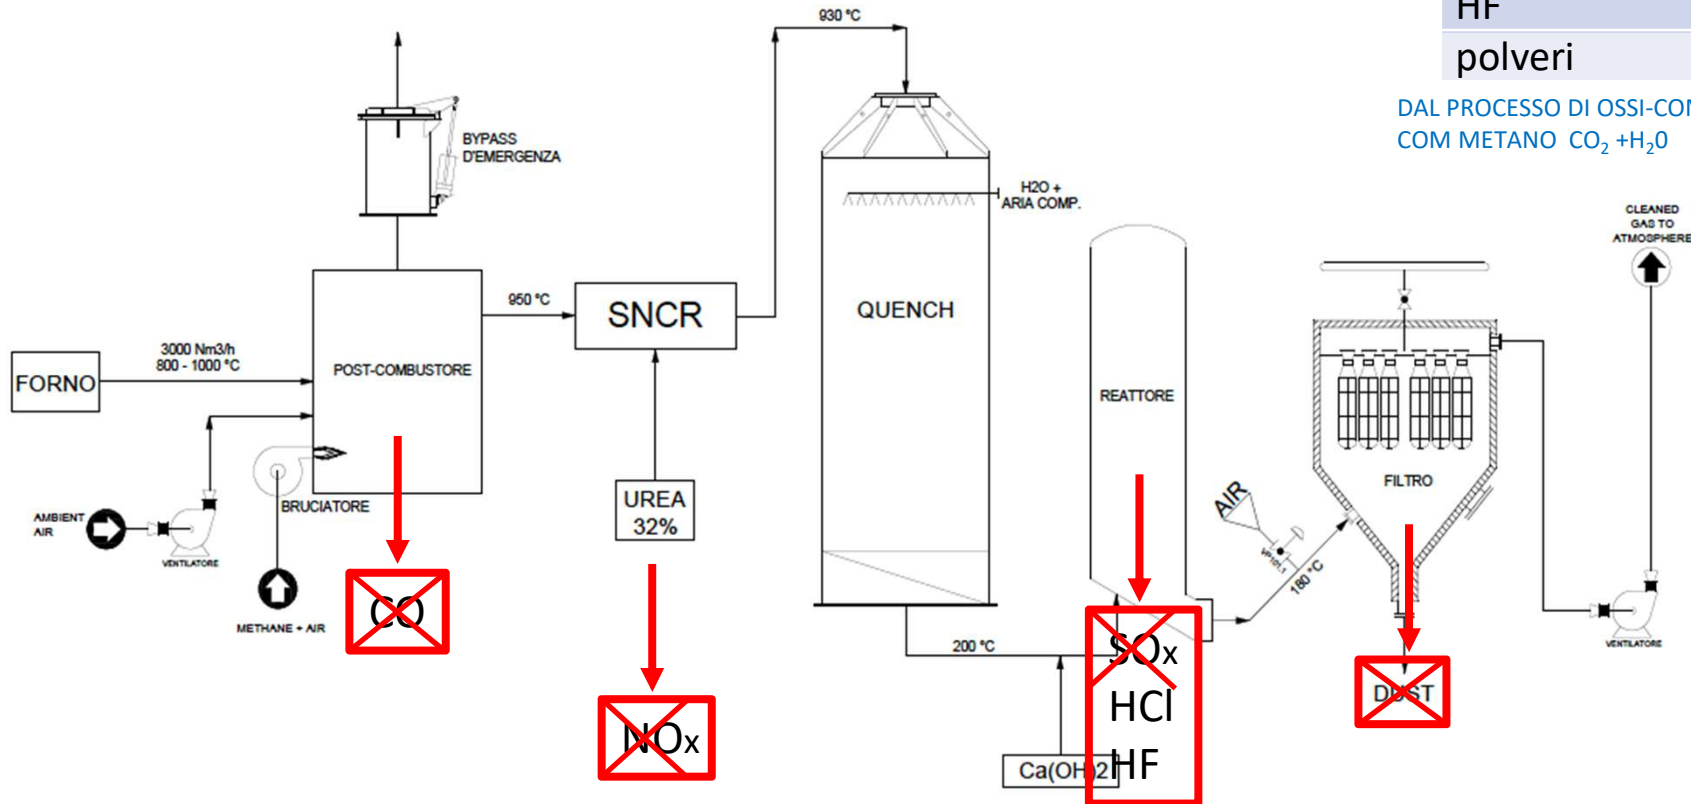 HF
polveri
DAL PROCESSO DI OSSI-CO
COM METANO CO₂ +H₂0
930 °C
BYPASS
D'EMERGENZA
H2O +
ARIA COMP.
CLEANED
GAS TO
ATMOSPHERE
950 °C
SNCR
QUENCH
3000 Nm3/h
800 - 1000 °C
FORNO
POST-COMBUSTORE
REATTORE
FILTRO
BRUCIATORE
UREA
32%
AIR
VP101.1
180 °C
AMBIENT
AIR
VENTILATORE
METHANE + AIR
CO
200 °C
SOx
HCl
HF
VENTILATORE
DUST
NOx
Ca(OH)2